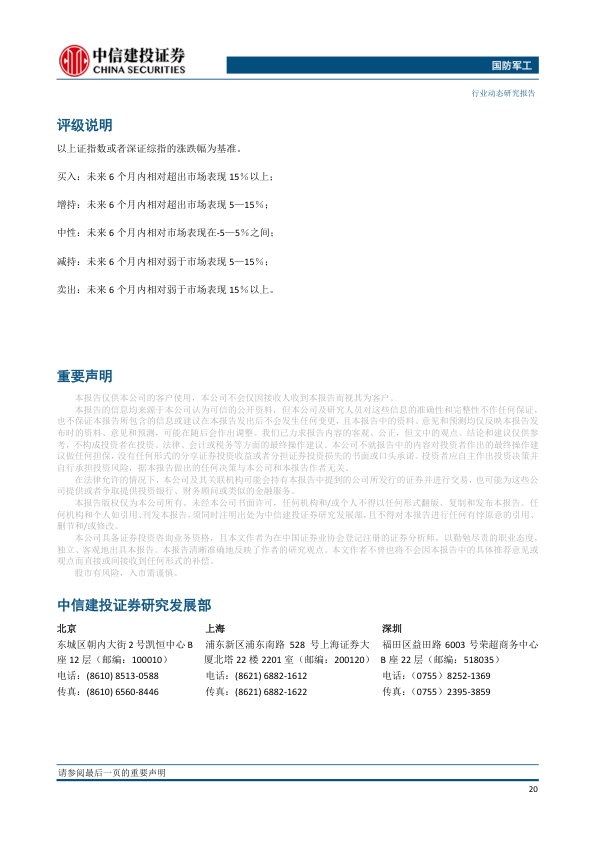 中信建投证券
CHINA SECURITIES
国防军工
行业动态研究报告
评级说明
以上证指数或者深证综指的涨跌幅为基准。
买入：未来 6 个月内相对超出市场表现 15％以上；
增持：未来 6 个月内相对超出市场表现 5—15％；
中性：未来 6 个月内相对市场表现在-5—5％之间；
减持：未来 6 个月内相对弱于市场表现 5—15％；
卖出：未来 6 个月内相对弱于市场表现 15％以上。
重要声明
本报告仅供本公司的客户使用，本公司不会仅因接收人收到本报告而视其为客户。
本报告的信息均来源于本公司认为可信的公开资料，但本公司及研究人员对这些信息的准确性和完整性不作任何保证，
也不保证本报告所包含的信息或建议在本报告发出后不会发生任何变更，且本报告中的资料、意见和预测均仅反映本报告发
布时的资料、意见和预测，可能在随后会作出调整。我们已力求报告内容的客观、公正，但文中的观点、结论和建议仅供参
考，不构成投资者在投资、法律、会计或税务等方面的最终操作建议。本公司不就报告中的内容对投资者作出的最终操作建
议做任何担保，没有任何形式的分享证券投资收益或者分担证券投资损失的书面或口头承诺。投资者应自主作出投资决策并
自行承担投资风险，据本报告做出的任何决策与本公司和本报告作者无关。
在法律允许的情况下，本公司及其关联机构可能会持有本报告中提到的公司所发行的证券并进行交易，也可能为这些公
司提供或者争取提供投资银行、财务顾问或类似的金融服务。
本报告版权仅为本公司所有。未经本公司书面许可，任何机构和/或个人不得以任何形式翻版、复制和发布本报告。任
何机构和个人如引用、刊发本报告，须同时注明出处为中信建投证券研究发展部，且不得对本报告进行任何有悖原意的引用、
删节和/或修改。
本公司具备证券投资咨询业务资格，且本文作者为在中国证券业协会登记注册的证券分析师，以勤勉尽责的职业态度，
独立、客观地出具本报告。本报告清晰准确地反映了作者的研究观点。本文作者不曾也将不会因本报告中的具体推荐意见或
观点而直接或间接收到任何形式的补偿。
股市有风险，入市需谨慎。
中信建投证券研究发展部
北京 上海 深圳
东城区朝内大街 2 号凯恒中心 B 浦东新区浦东南路 528 号上海证券大 福田区益田路 6003 号荣超商务中心
座 12 层（邮编：100010） 厦北塔 22 楼 2201 室（邮编：200120） B 座 22 层（邮编：518035）
电话：(8610) 8513-0588 电话：(8621) 6882-1612 电话：（0755）8252-1369
传真：(8610) 6560-8446 传真：(8621) 6882-1622 传真：（0755）2395-3859
请参阅最后一页的重要声明
20